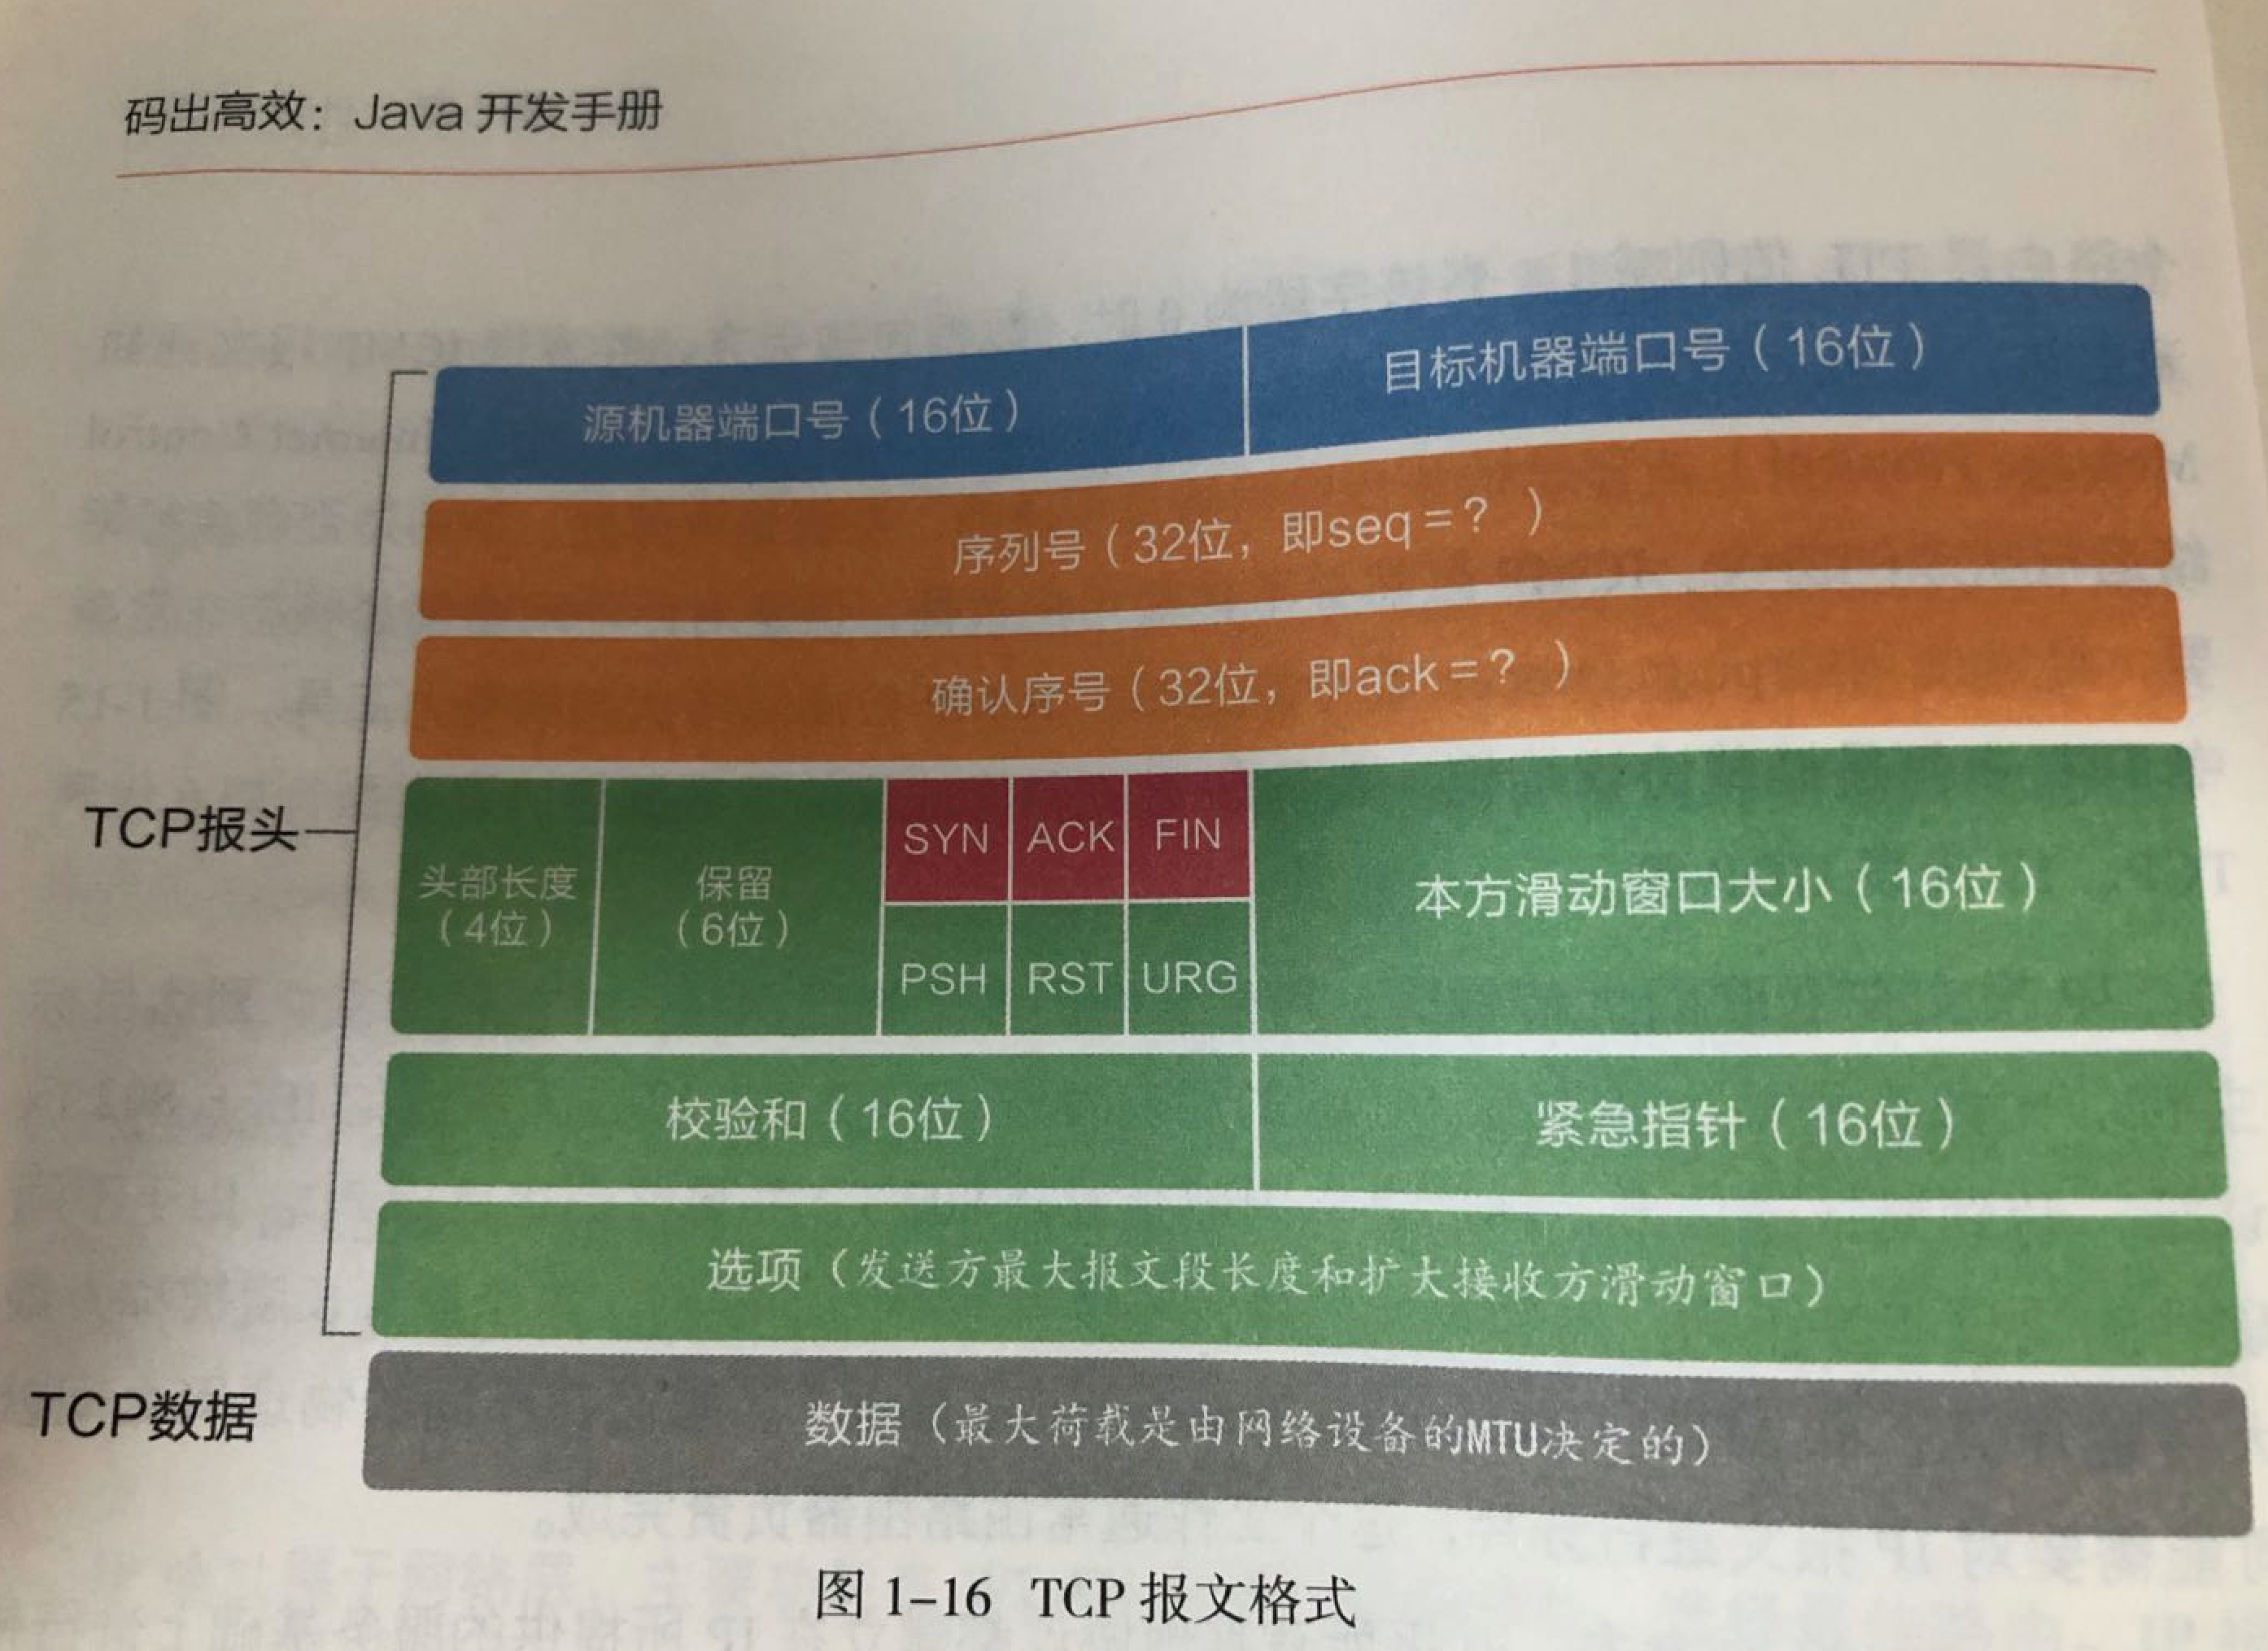 码出高效：Java 开发手册
源机器端口号（16位）
目标机器端口号（16位）
序列号（32位，即seq=？）
确认序号（32位，即ack=？）
TCP报头
头部长度
（4位）
保留
（6位）
SYN
ACK
FIN
PSH
RST
URG
本方滑动窗口大小（16位）
校验和（16位）
紧急指针（16位）
选项（发送方最大报文段长度和扩大接收方滑动窗口）
TCP数据
数据（最大荷载是由网络设备的MTU决定的）
图 1-16 TCP 报文格式